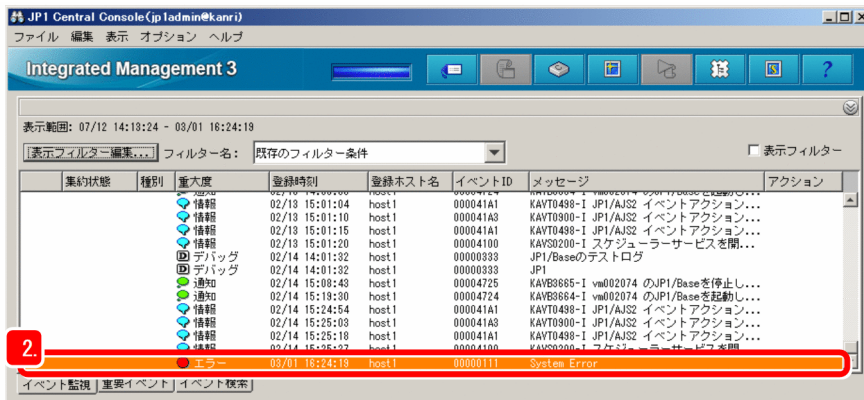 JP1 Central Console(jp1admin@kanri)
ファイル 編集 表示 オプション ヘルプ
Integrated Management 3
表示範囲: 07/12 14:13:24 - 03/01 16:24:19
表示フィルター編集... フィルター名: 既存のフィルター条件 表示フィルター
集約状態 種別 重大度 登録時刻 登録ホスト名 イベントID メッセージ アクション
情報 02/13 15:01:04 host1 000041A1 KAVT0498-I JP1/AJS2 イベントアクション...
情報 02/13 15:01:10 host1 000041A3 KAVT0900-I JP1/AJS2 イベントアクション...
情報 02/13 15:01:15 host1 000041A1 KAVT0498-I JP1/AJS2 イベントアクション...
情報 02/13 15:01:20 host1 00004100 KAVS0200-I スケジューラーサービスを開...
D デバッグ 02/14 14:01:32 host1 00000333 JP1/Baseのテストログ
D デバッグ 02/14 14:01:32 host1 00000333 JP1
通知 02/14 15:08:43 host1 00004725 KAVB3665-I vm002074 のJP1/Baseを停止し...
通知 02/14 15:19:30 host1 00004724 KAVB3664-I vm002074 のJP1/Baseを起動し...
情報 02/14 15:24:54 host1 000041A1 KAVT0498-I JP1/AJS2 イベントアクション...
情報 02/14 15:25:03 host1 000041A3 KAVT0900-I JP1/AJS2 イベントアクション...
情報 02/14 15:25:18 host1 000041A1 KAVT0498-I JP1/AJS2 イベントアクション...
2.
エラー 03/01 16:24:19 host1 00000111 System Error
イベント監視 重要イベント イベント検索